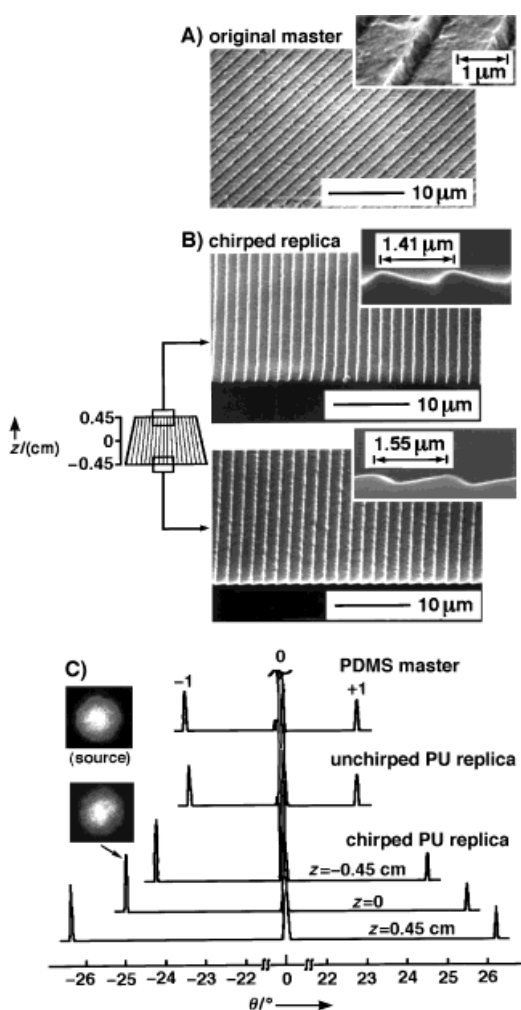 A) original master
1 μm
10 μm
B) chirped replica
1.41 μm
10 μm
0.45
0
−0.45
z/(cm)
1.55 μm
10 μm
C)
0
PDMS master
−1
+1
(source)
unchirped PU replica
chirped PU replica
z=−0.45 cm
z=0
z=0.45 cm
−26 −25 −24 −23 −22 0 22 23 24 25 26
θ/°